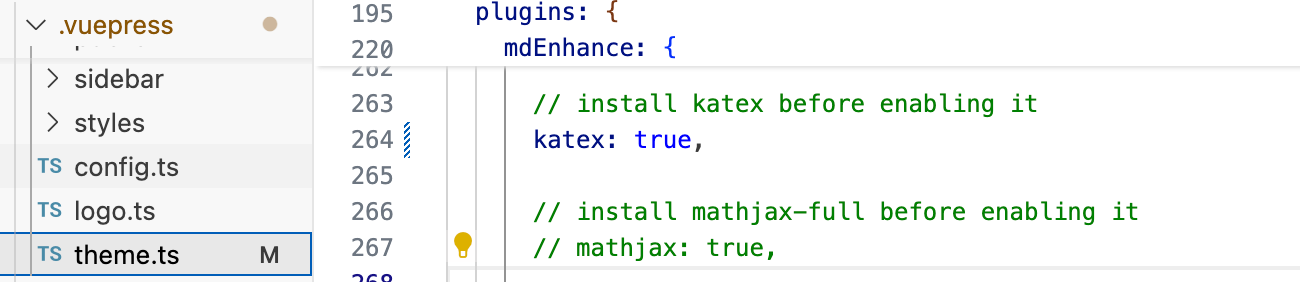 .vuepress
sidebar
styles
TS config.ts
TS logo.ts
TS theme.ts M
195 plugins: {
220 mdEnhance: {
262
263 // install katex before enabling it
264 katex: true,
265
266 // install mathjax-full before enabling it
267 // mathjax: true,
268